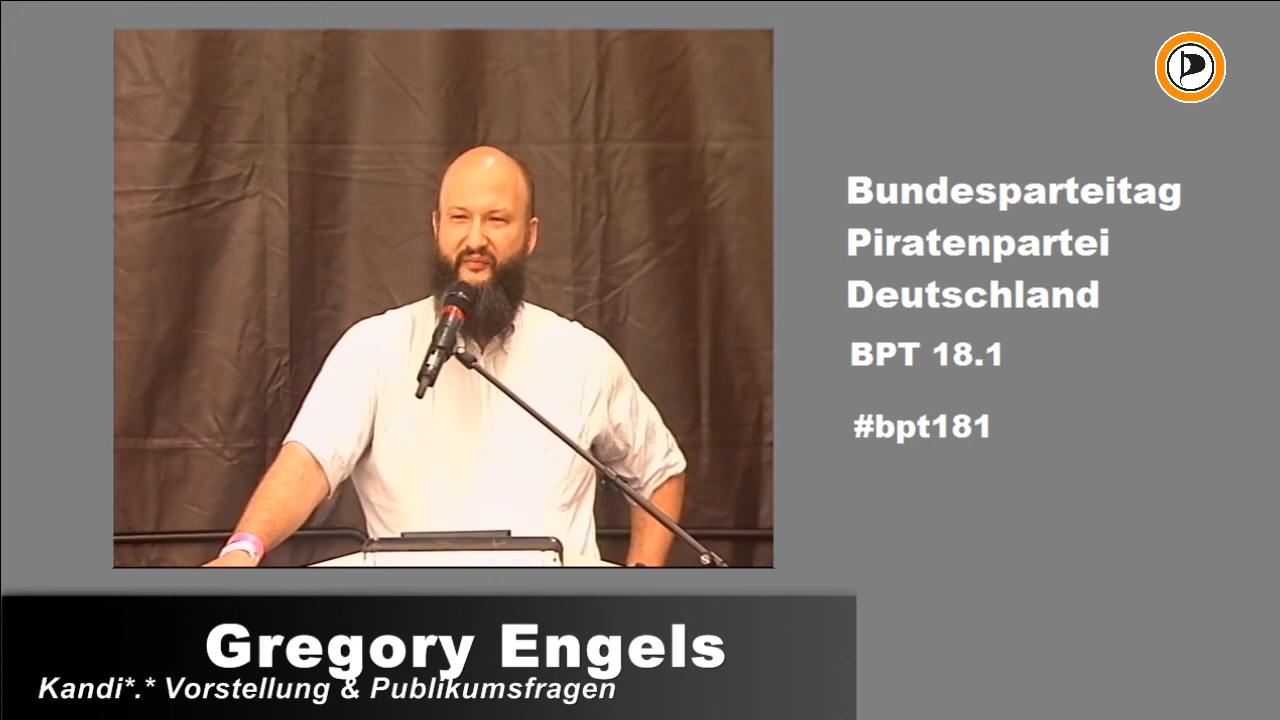 Bundesparteitag
Piratenpartei
Deutschland
BPT 18.1
#bpt181
Gregory Engels
Kandi*.* Vorstellung & Publikumsfragen